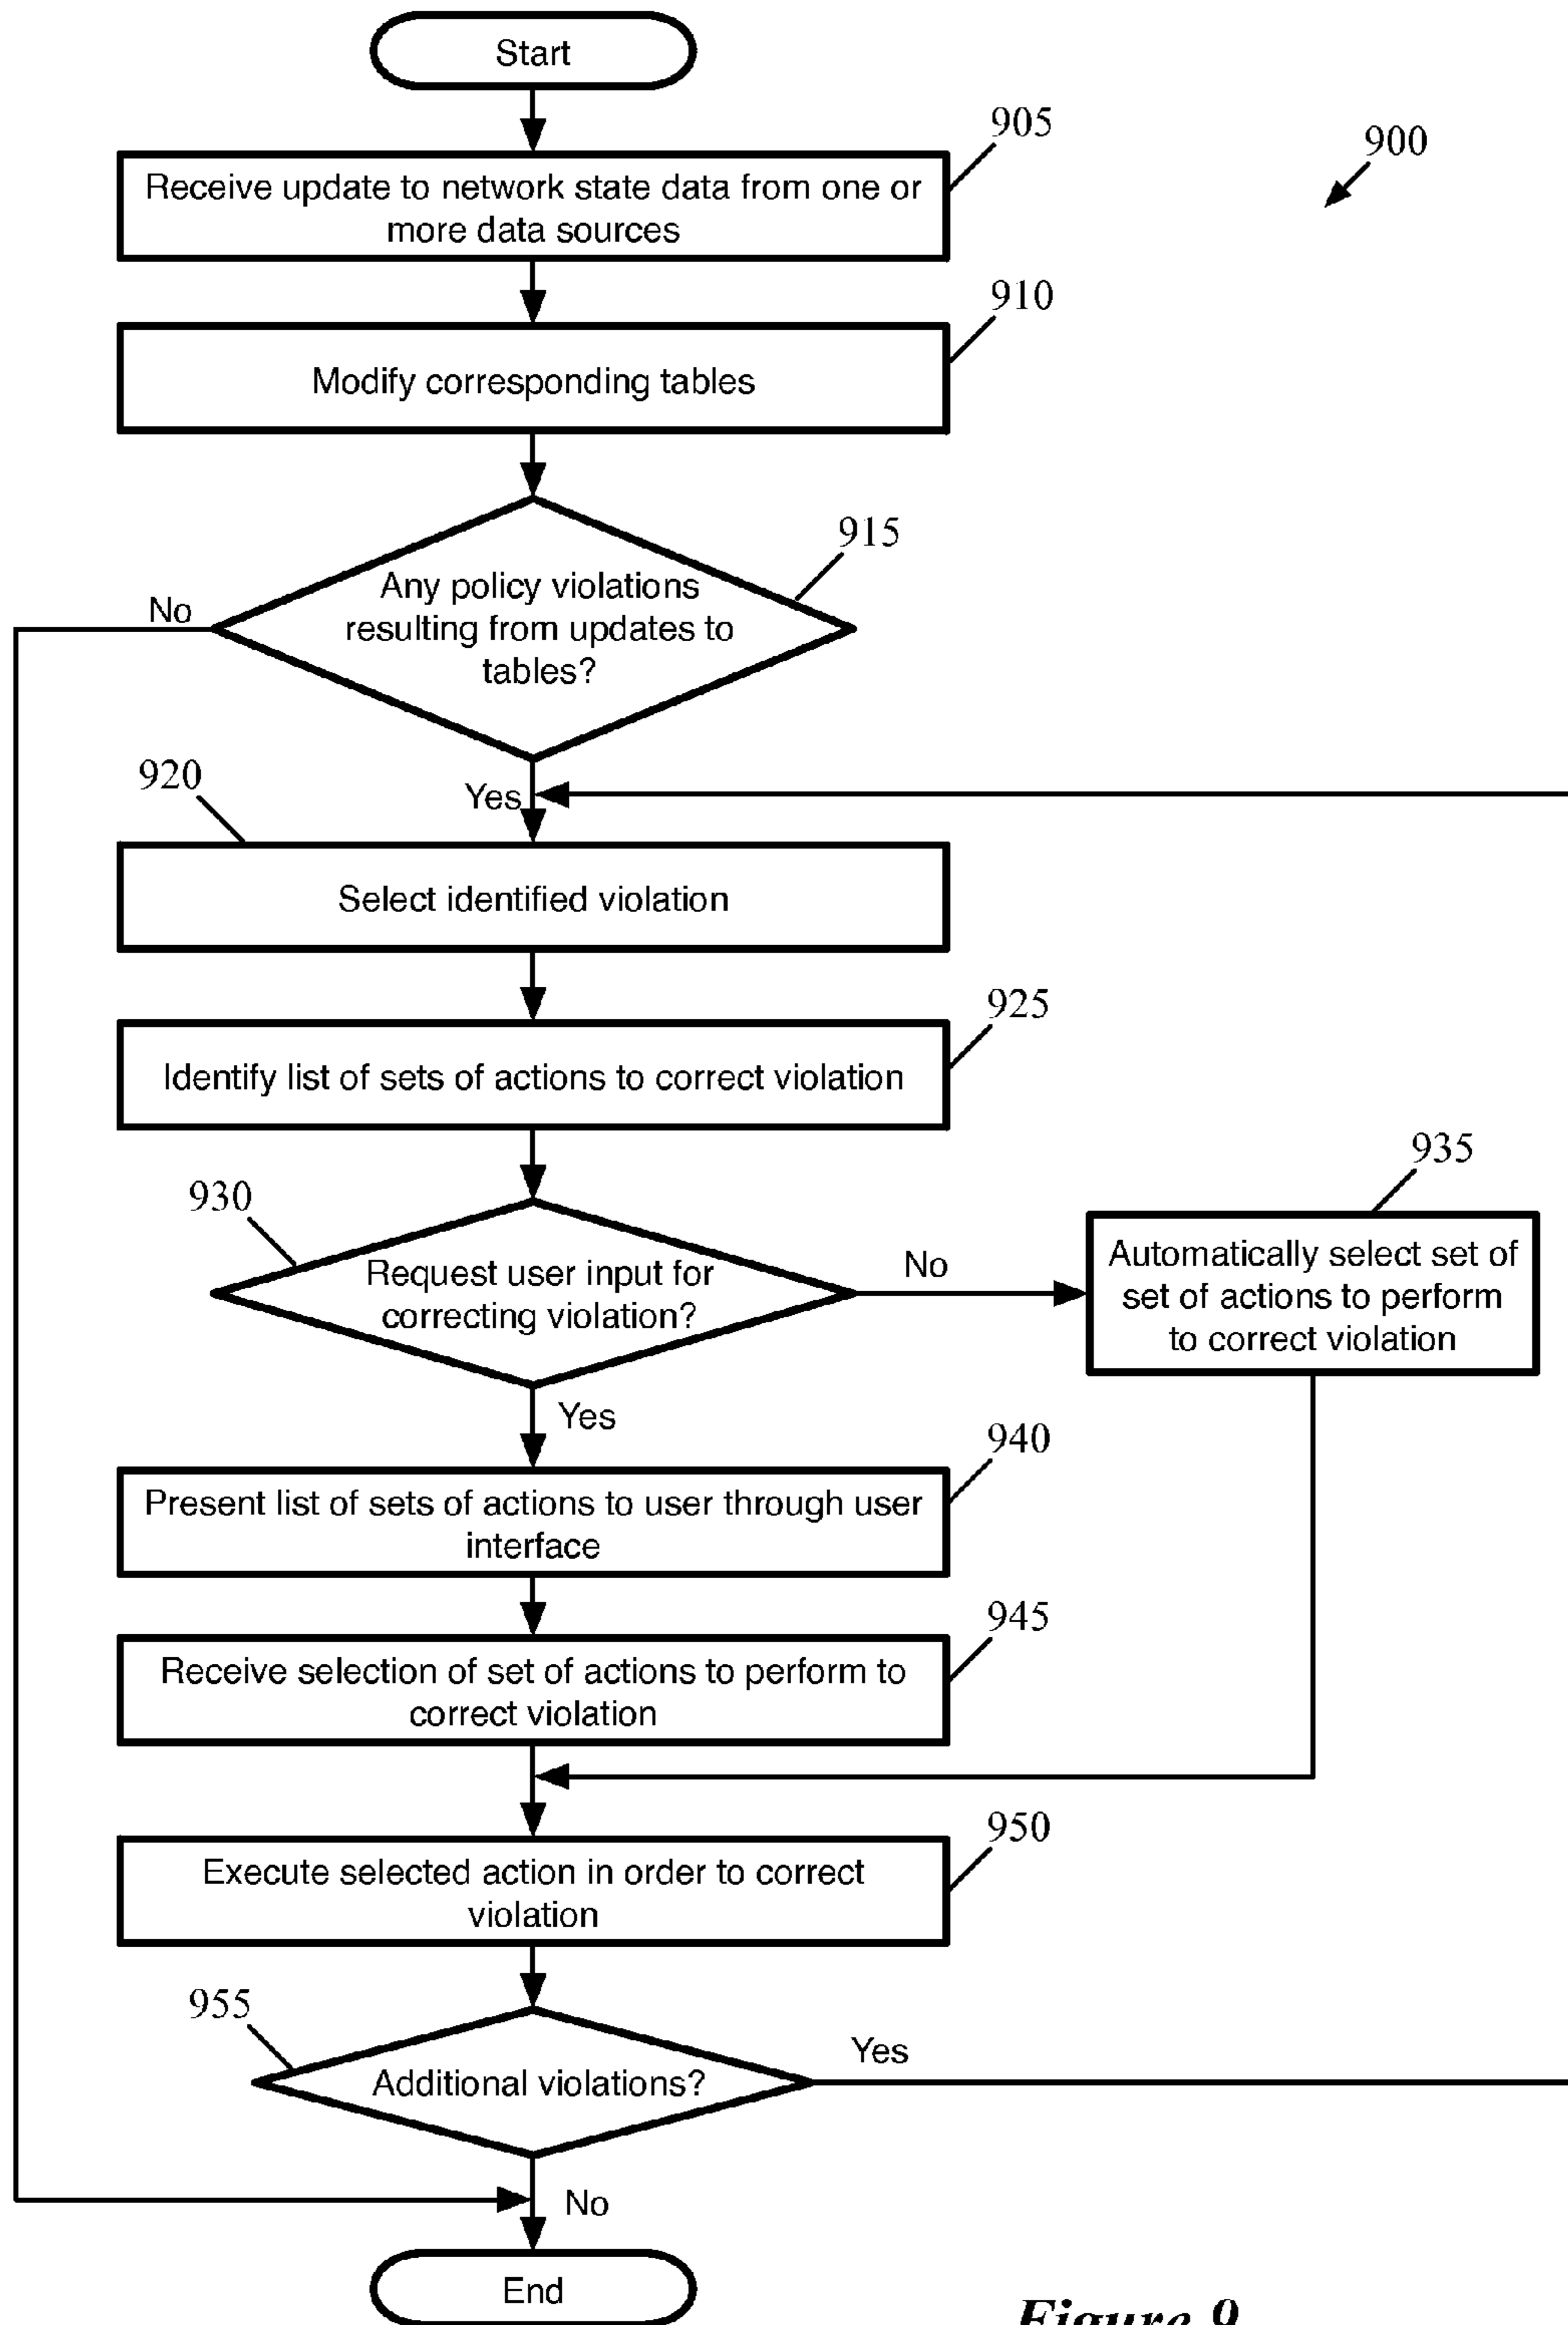 Start
905
900
Receive update to network state data from one or
more data sources
910
Modify corresponding tables
915
Any policy violations
resulting from updates to
tables?
No
920
Yes
Select identified violation
925
Identify list of sets of actions to correct violation
935
930
Request user input for
correcting violation?
No
Automatically select set of
set of actions to perform
to correct violation
Yes
940
Present list of sets of actions to user through user
interface
945
Receive selection of set of actions to perform to
correct violation
950
Execute selected action in order to correct
violation
955
Additional violations?
Yes
No
End
Figure 9